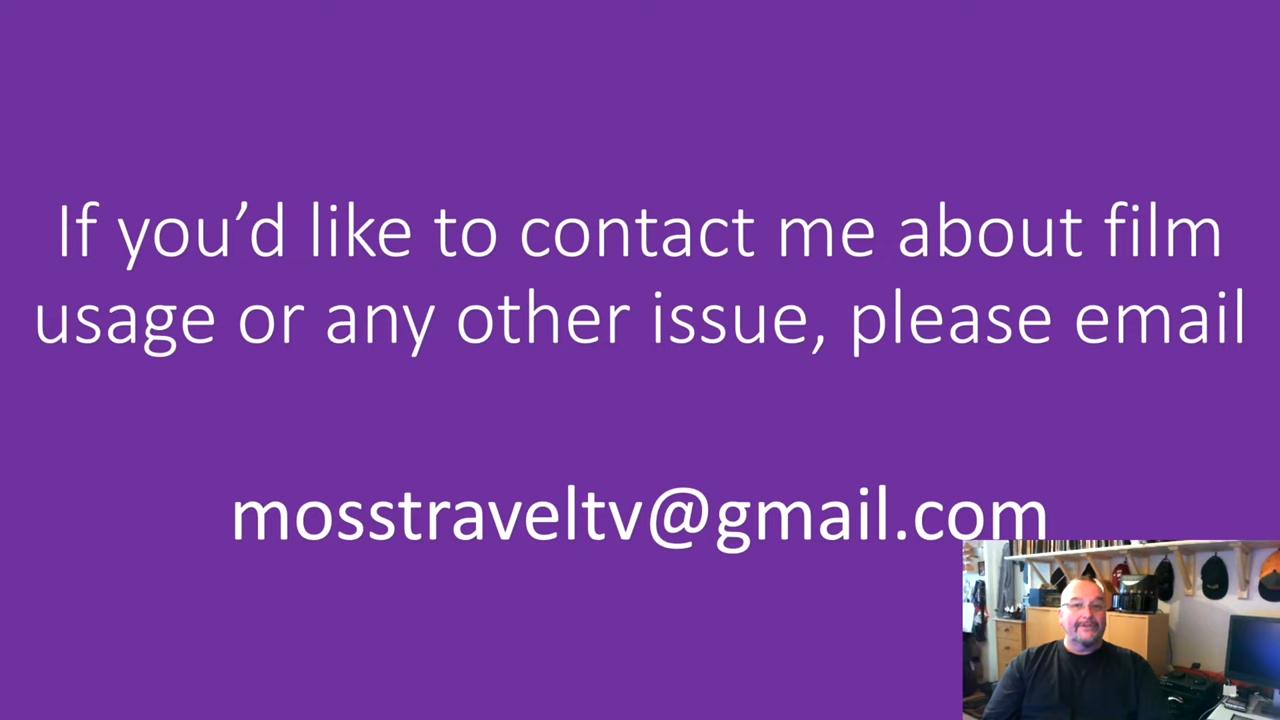 If you’d like to contact me about film
usage or any other issue, please email
mosstraveltv@gmail.com